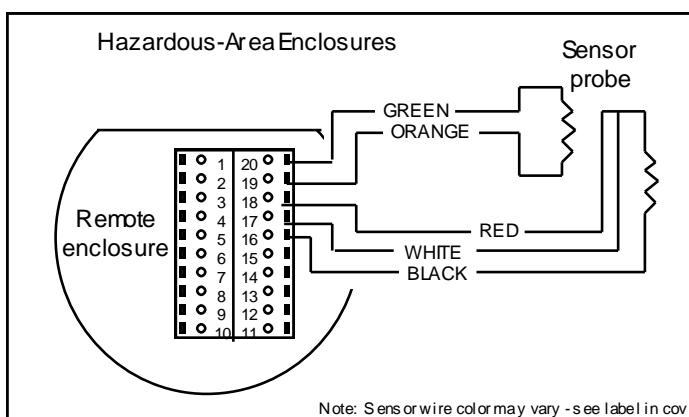 Hazardous-Area Enclosures
Sensor
probe
GREEN
ORANGE
1 20
2 19
3 18
4 17
5 16
6 15
7 14
8 13
9 12
10 11
Remote
enclosure
RED
WHITE
BLACK
Note: Sensor wire color may vary - see label in cov